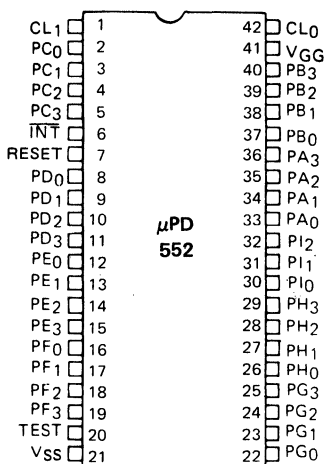 CL1 1 42 CL0
PC0 2 41 VGG
PC1 3 40 PB3
PC2 4 39 PB2
PC3 5 38 PB1
INT 6 37 PB0
RESET 7 36 PA3
PD0 8 35 PA2
PD1 9 34 PA1
PD2 10 33 PA0
PD3 11 32 PI2
PE0 12 31 PI1
PE1 13 30 PI0
PE2 14 29 PH3
PE3 15 28 PH2
PF0 16 27 PH1
PF1 17 26 PH0
PF2 18 25 PG3
PF3 19 24 PG2
TEST 20 23 PG1
VSS 21 22 PG0
μPD
552